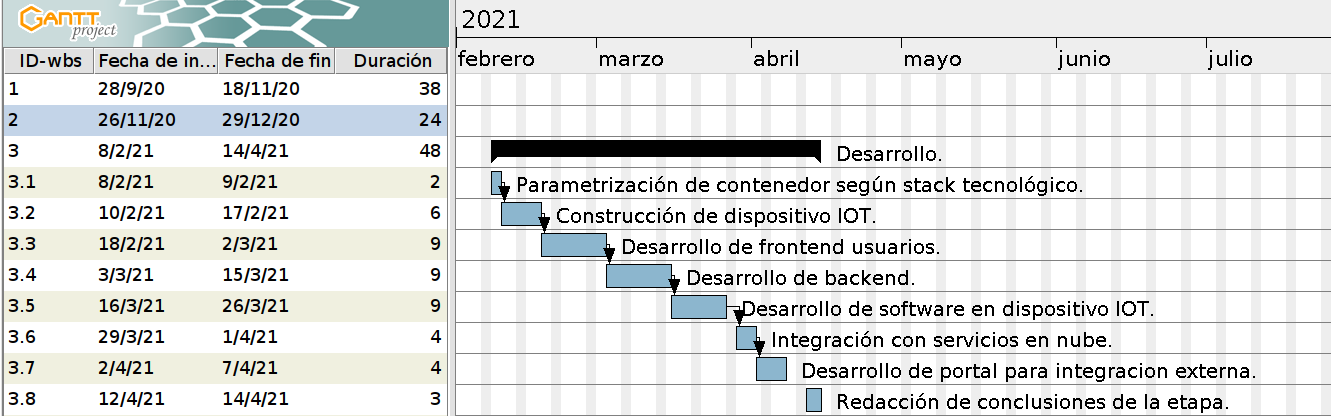 GANTT
project
2021
febrero marzo abril mayo junio julio
ID-wbs Fecha de in... Fecha de fin Duración
1 28/9/20 18/11/20 38
2 26/11/20 29/12/20 24
3 8/2/21 14/4/21 48 Desarrollo.
3.1 8/2/21 9/2/21 2 Parametrización de contenedor según stack tecnológico.
3.2 10/2/21 17/2/21 6 Construcción de dispositivo IOT.
3.3 18/2/21 2/3/21 9 Desarrollo de frontend usuarios.
3.4 3/3/21 15/3/21 9 Desarrollo de backend.
3.5 16/3/21 26/3/21 9 Desarrollo de software en dispositivo IOT.
3.6 29/3/21 1/4/21 4 Integración con servicios en nube.
3.7 2/4/21 7/4/21 4 Desarrollo de portal para integracion externa.
3.8 12/4/21 14/4/21 3 Redacción de conclusiones de la etapa.